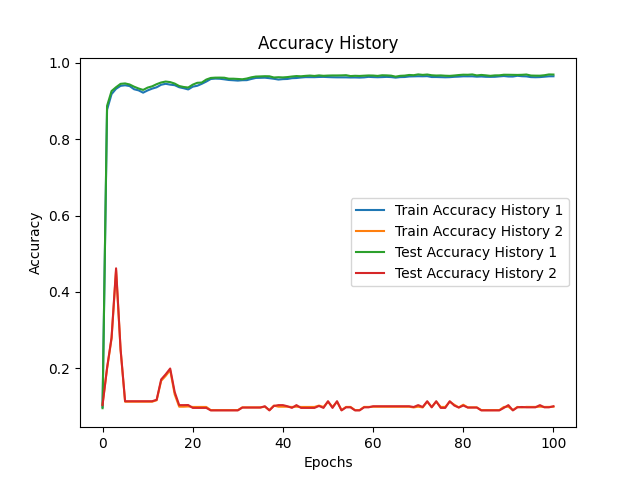 Accuracy History
1.0
0.8
0.6
0.4
0.2
Accuracy
Train Accuracy History 1
Train Accuracy History 2
Test Accuracy History 1
Test Accuracy History 2
0 20 40 60 80 100
Epochs